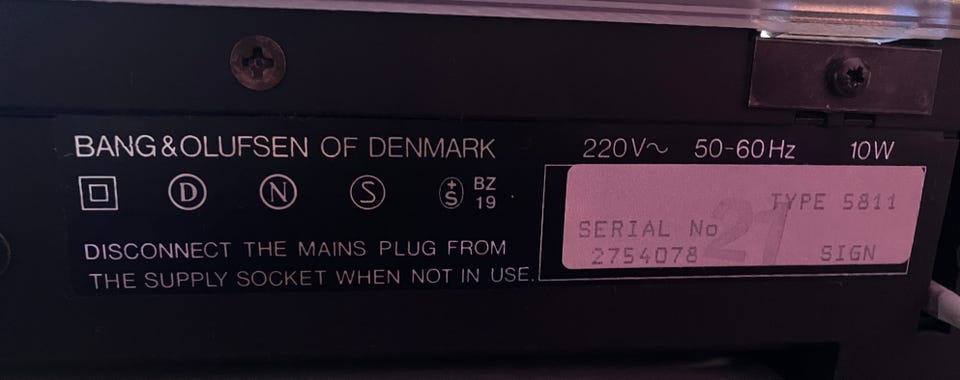 BANG & OLUFSEN OF DENMARK
220V~ 50-60Hz 10W
D N S +S BZ 19
TYPE 5811
SERIAL No 21
2754078 SIGN
DISCONNECT THE MAINS PLUG FROM
THE SUPPLY SOCKET WHEN NOT IN USE.